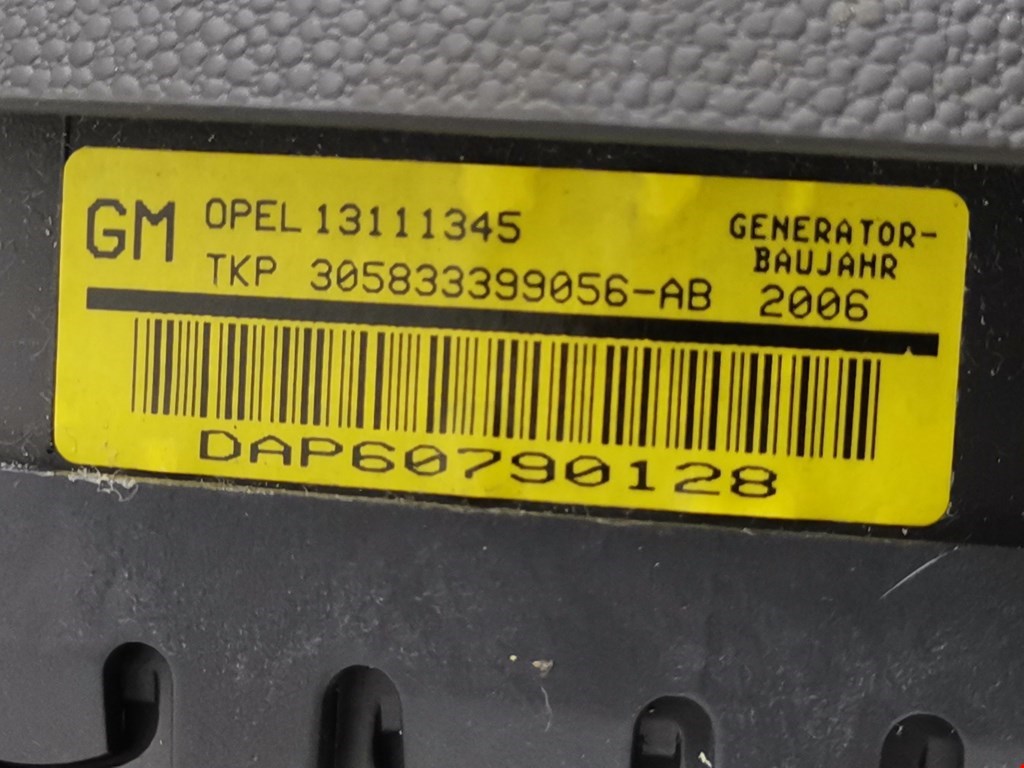 GM OPEL 13111345
TKP 305833399056-AB
GENERATOR-
BAUJAHR
2006
DAP60790128